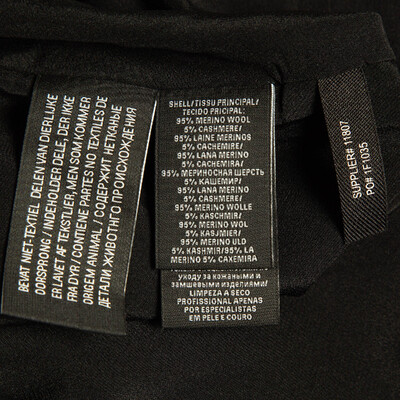 BEVAT NIET-TEXTIEL DELEN VAN DIERLIJKE
OORSPRONG / INDEHOLDER DELE, DER IKKE
ER LAVET AF TEKSTILER, MEN SOM KOMMER
FRA DYR / CONTIENE PARTES NO TEXTILES DE
ORIGEM ANIMAL / СОДЕРЖИТ НЕТКАНЫЕ
ДЕТАЛИ ЖИВОТНОГО ПРОИСХОЖДЕНИЯ
SHELL/TISSU PRINCIPAL/
TECIDO PRICIPAL:
95% MERINO WOOL
5% CASHMERE/
95% LAINE MERINOS
5% CACHEMIRE/
95% LANA MERINO
5% CACHEMIRA/
95% МЕРИНОСНАЯ ШЕРСТЬ
5% КАШЕМИР/
95% LAINE MERINO
5% CASHMERE/
95% MERINO WOLLE
5% KASCHMIR/
95% MERINO WOL
5% KASJMIER/
95% MERINO ULD
5% KASHMIR/95% LA
MERINO 5% CAXEMIRA
уходу за кожаными и
замшевыми изделиями/
LIMPEZA A SECO
PROFISSIONAL APENAS
POR ESPECIALISTAS
EM PELE E COURO
SUPPLIER# 11807
PO# 1F1035